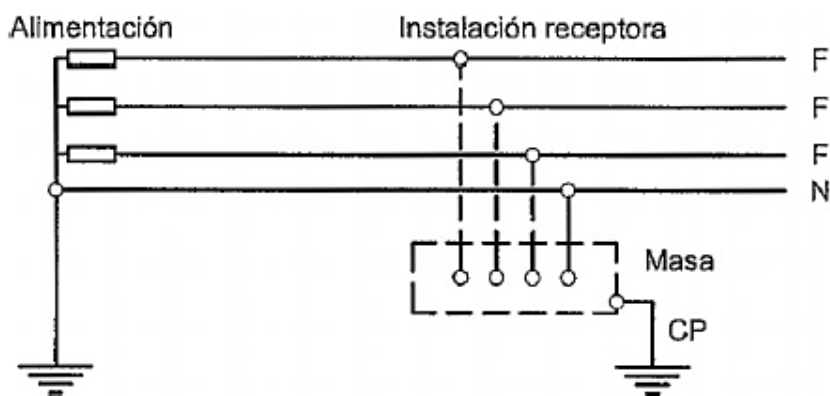 Alimentación
Instalación receptora
F
F
F
N
Masa
CP